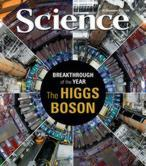 Science
BREAKTHROUGH
of the YEAR
The HIGGS
BOSON